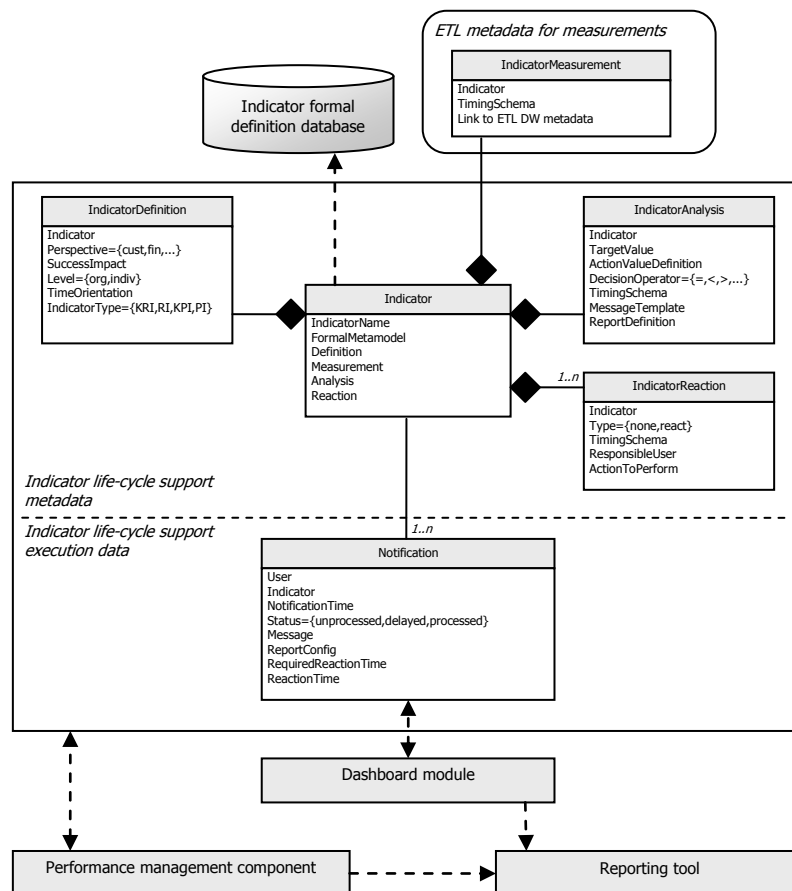 ETL metadata for measurements
IndicatorMeasurement
Indicator
TimingSchema
Link to ETL DW metadata
Indicator formal
definition database
IndicatorDefinition
Indicator
Perspective={cust,fin,...}
SuccessImpact
Level={org,indiv}
TimeOrientation
IndicatorType={KRI,RI,KPI,PI}
IndicatorAnalysis
Indicator
TargetValue
ActionValueDefinition
DecisionOperator={=,<,>,...}
TimingSchema
MessageTemplate
ReportDefinition
Indicator
IndicatorName
FormalMetamodel
Definition
Measurement
Analysis
Reaction
1..n
IndicatorReaction
Indicator
Type={none,react}
TimingSchema
ResponsibleUser
ActionToPerform
Indicator life-cycle support
metadata
Indicator life-cycle support
execution data
1..n
Notification
User
Indicator
NotificationTime
Status={unprocessed,delayed,processed}
Message
ReportConfig
RequiredReactionTime
ReactionTime
Dashboard module
Performance management component
Reporting tool